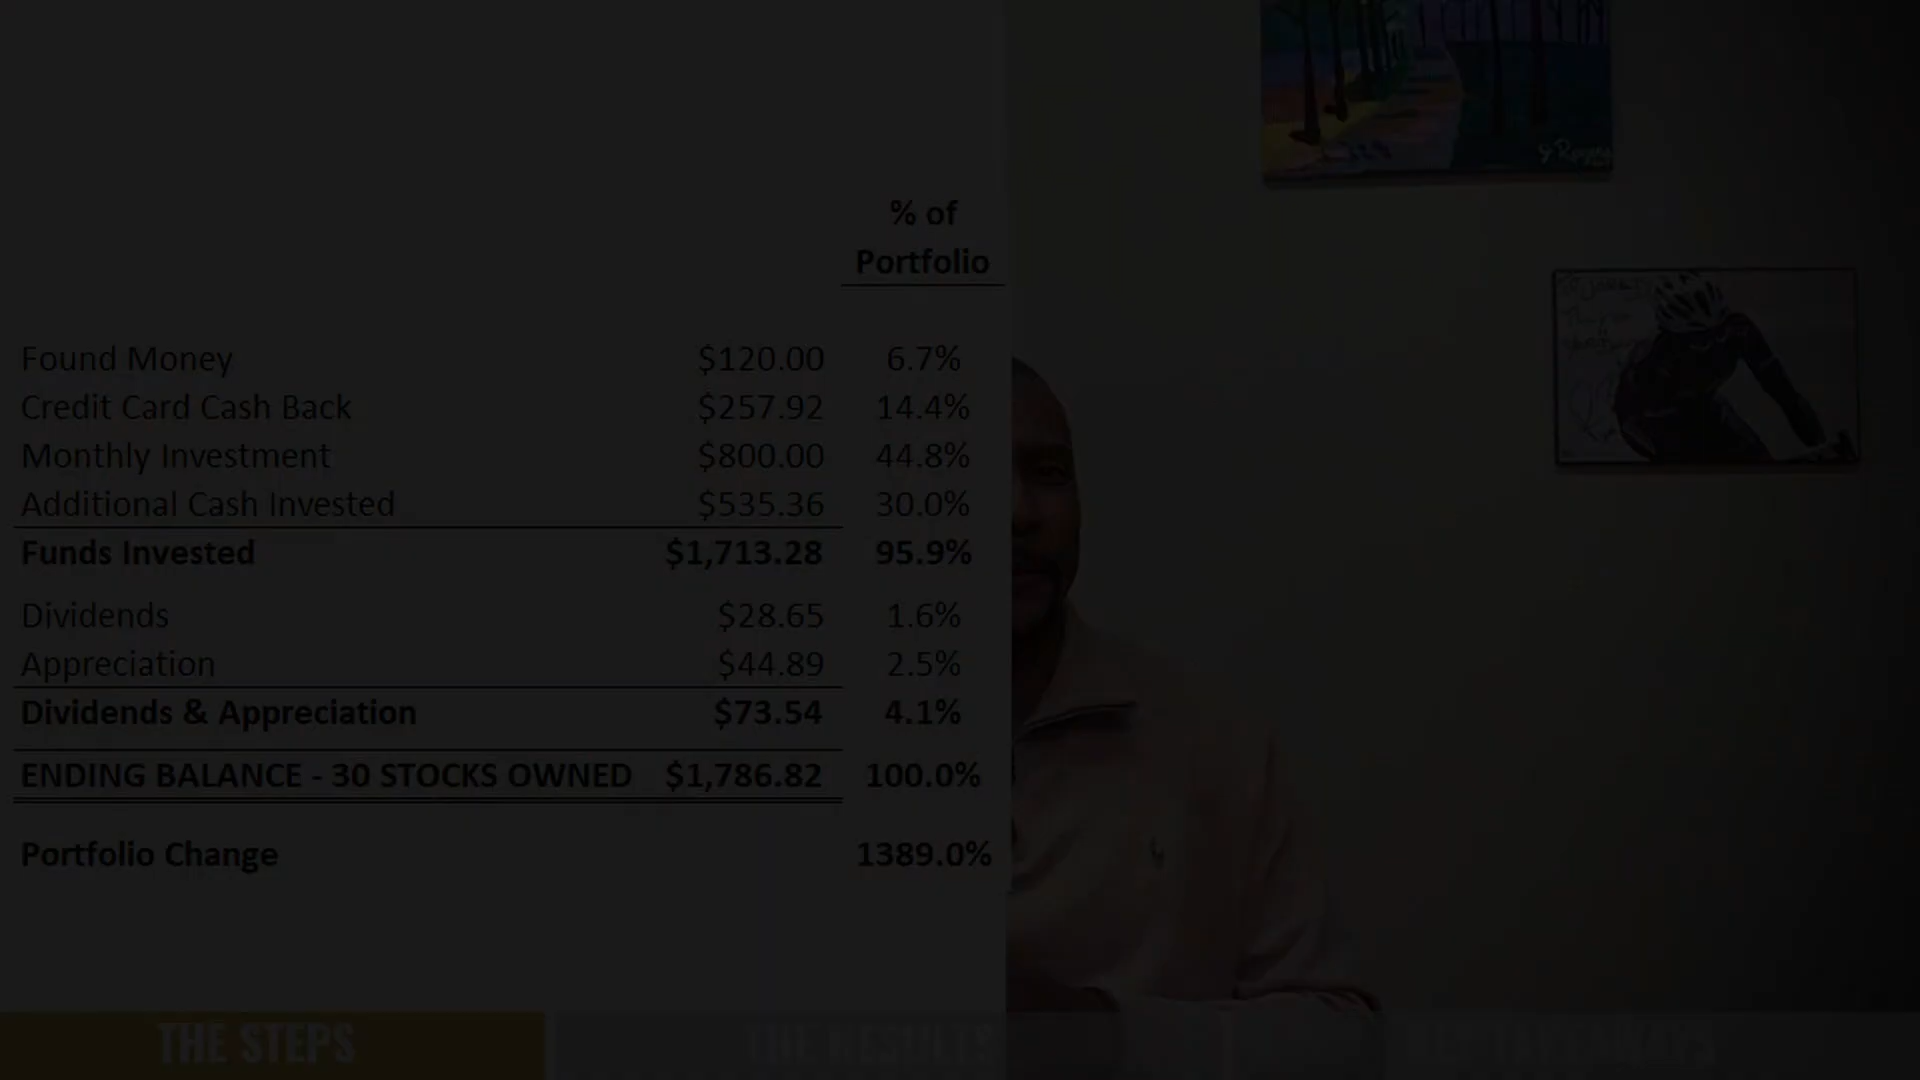 % of
Portfolio
Found Money $120.00 6.7%
Credit Card Cash Back $257.92 14.4%
Monthly Investment $800.00 44.8%
Additional Cash Invested $535.36 30.0%
Funds Invested $1,713.28 95.9%
Dividends $28.65 1.6%
Appreciation $44.89 2.5%
Dividends & Appreciation $73.54 4.1%
ENDING BALANCE - 30 STOCKS OWNED $1,786.82 100.0%
Portfolio Change 1389.0%
THE STEPS THE RESULTS